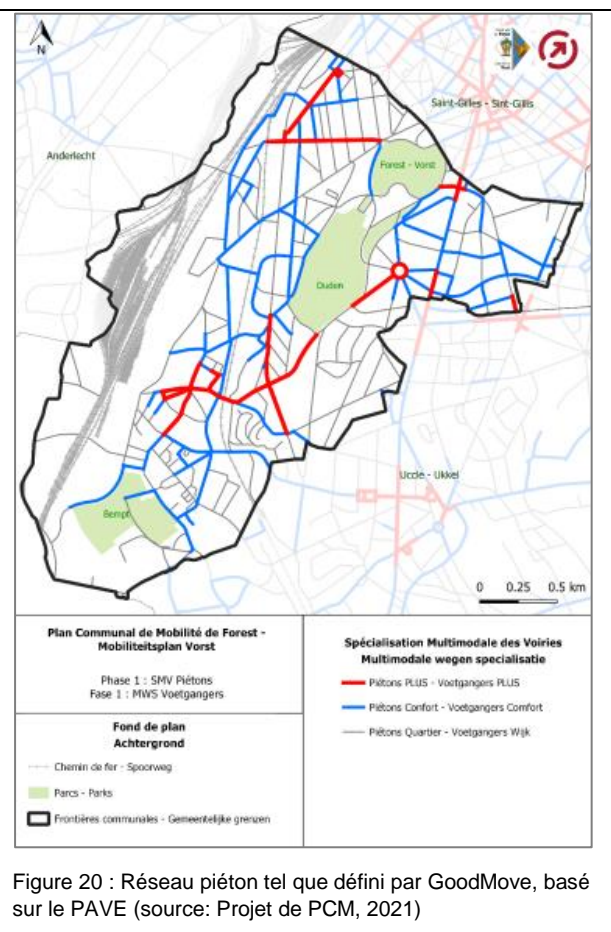 N
Saint-Gilles - Sint-Gillis
Anderlecht
Forest - Vorst
Duden
Uccle - Ukkel
Bempt
0 0.25 0.5 km
Plan Communal de Mobilité de Forest -
Mobiliteitsplan Vorst
Phase 1 : SMV Piétons
Fase 1 : MWS Voetgangers
Fond de plan
Achtergrond
Chemin de fer - Spoorweg
Parcs - Parks
Frontières communales - Gemeentelijke grenzen
Spécialisation Multimodale des Voiries
Multimodale wegen specialisatie
Piétons PLUS - Voetgangers PLUS
Piétons Confort - Voetgangers Comfort
Piétons Quartier - Voetgangers Wijk
Figure 20 : Réseau piéton tel que défini par GoodMove, basé
sur le PAVE (source: Projet de PCM, 2021)